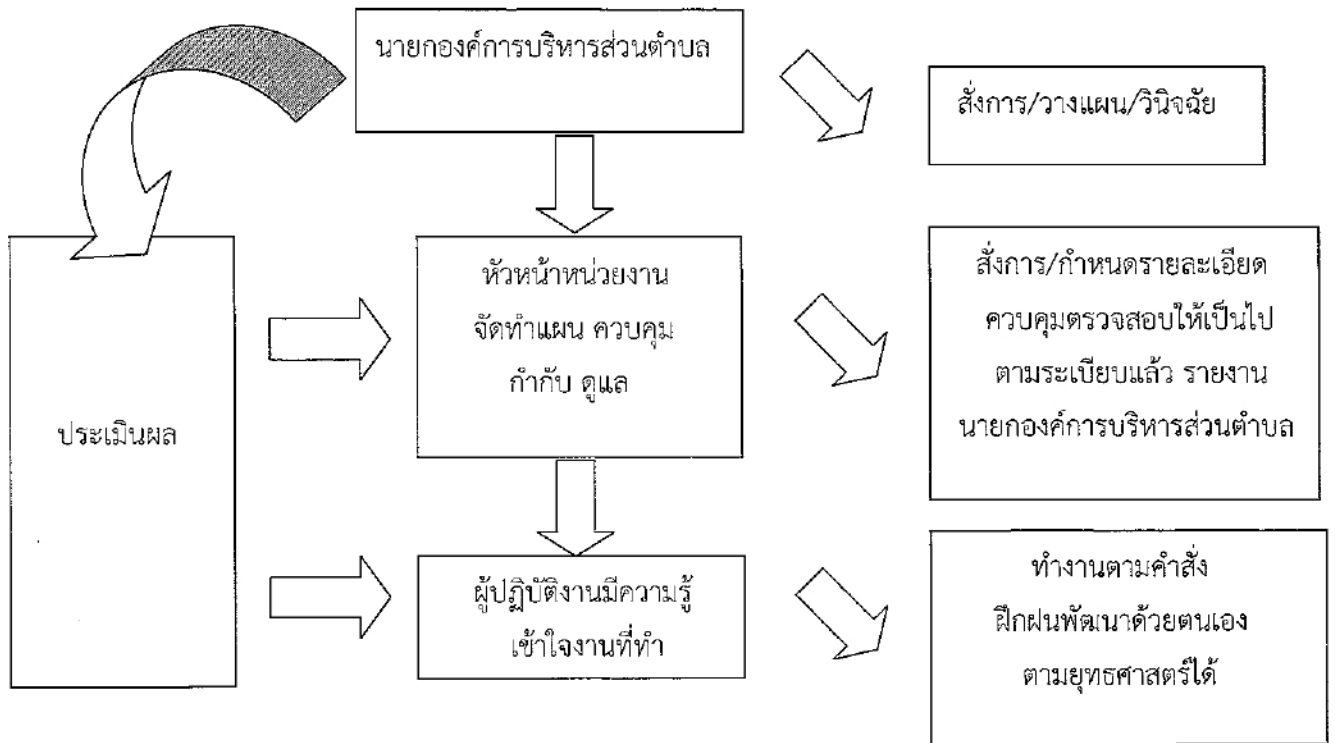 นายกองค์การบริหารส่วนตำบล
สั่งการ/วางแผน/วินิจฉัย
หัวหน้าหน่วยงาน
จัดทำแผน ควบคุม
กำกับ ดูแล
สั่งการ/กำหนดรายละเอียด
ควบคุมตรวจสอบให้เป็นไป
ตามระเบียบแล้ว รายงาน
นายกองค์การบริหารส่วนตำบล
ประเมินผล
ผู้ปฏิบัติงานมีความรู้
เข้าใจงานที่ทำ
ทำงานตามคำสั่ง
ฝึกฝนพัฒนาด้วยตนเอง
ตามยุทธศาสตร์ได้